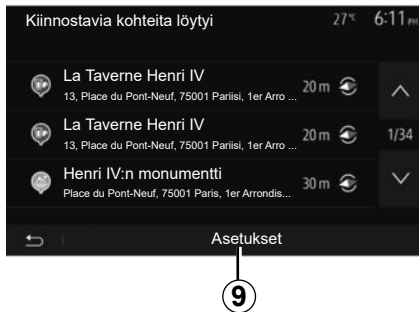 Kiinnostavia kohteita löytyi 27°C 6:11 PM
La Taverne Henri IV
13, Place du Pont-Neuf, 75001 Pariisi, 1er Arro ... 20 m
La Taverne Henri IV
13, Place du Pont-Neuf, 75001 Pariisi, 1er Arro ... 20 m
1/34
Henri IV:n monumentti
Place du Pont-Neuf, 75001 Paris, 1er Arrondis... 30 m
Asetukset
9